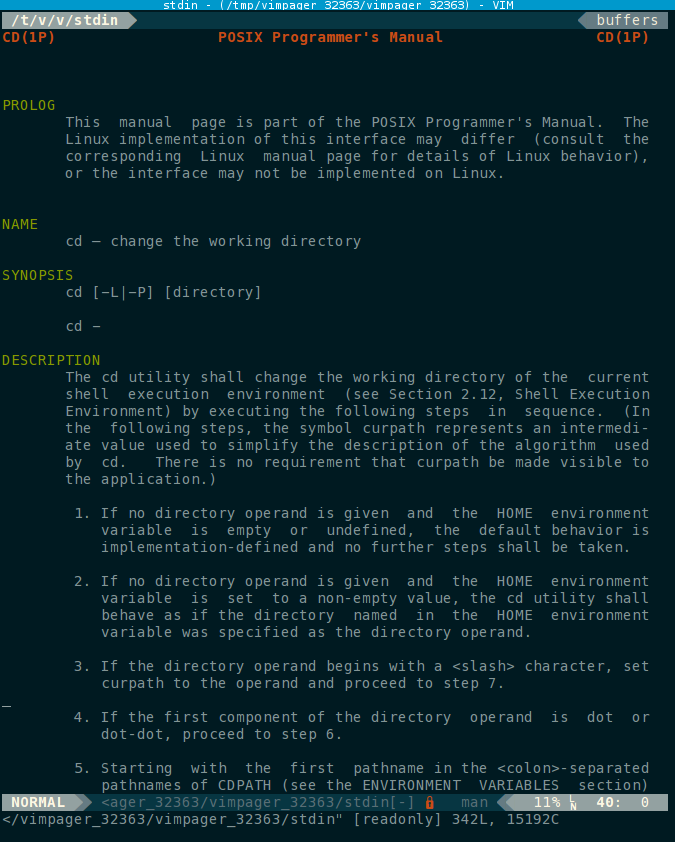 stdin - (/tmp/vimpager_32363/vimpager_32363) - VIM
/t/v/v/stdin buffers
CD(1P) POSIX Programmer's Manual CD(1P)
PROLOG
This manual page is part of the POSIX Programmer's Manual. The
Linux implementation of this interface may differ (consult the
corresponding Linux manual page for details of Linux behavior),
or the interface may not be implemented on Linux.
NAME
cd — change the working directory
SYNOPSIS
cd [−L|−P] [directory]
cd −
DESCRIPTION
The cd utility shall change the working directory of the current
shell execution environment (see Section 2.12, Shell Execution
Environment) by executing the following steps in sequence. (In
the following steps, the symbol curpath represents an intermedi‐
ate value used to simplify the description of the algorithm used
by cd. There is no requirement that curpath be made visible to
the application.)
1. If no directory operand is given and the HOME environment
variable is empty or undefined, the default behavior is
implementation-defined and no further steps shall be taken.
2. If no directory operand is given and the HOME environment
variable is set to a non-empty value, the cd utility shall
behave as if the directory named in the HOME environment
variable was specified as the directory operand.
3. If the directory operand begins with a <slash> character, set
curpath to the operand and proceed to step 7.
4. If the first component of the directory operand is dot or
dot-dot, proceed to step 6.
5. Starting with the first pathname in the <colon>-separated
pathnames of CDPATH (see the ENVIRONMENT VARIABLES section)
NORMAL <ager_32363/vimpager_32363/stdin[-] man 11% LN 40: 0
</vimpager_32363/vimpager_32363/stdin" [readonly] 342L, 15192C